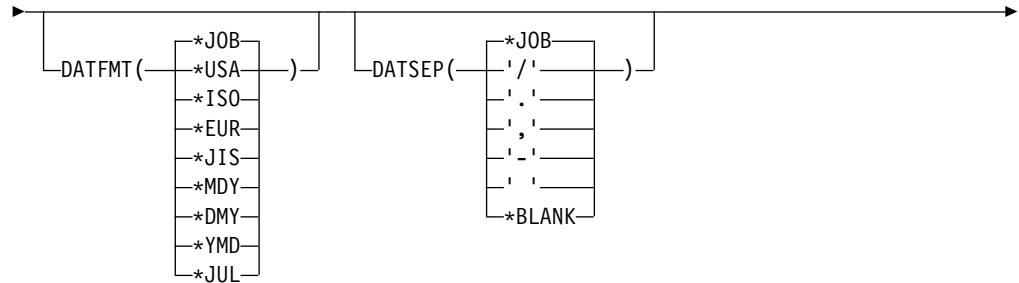 *JOB
DATFMT( *USA )
*ISO
*EUR
*JIS
*MDY
*DMY
*YMD
*JUL
*JOB
DATSEP( '/' )
'.'
','
'-'
' '
*BLANK